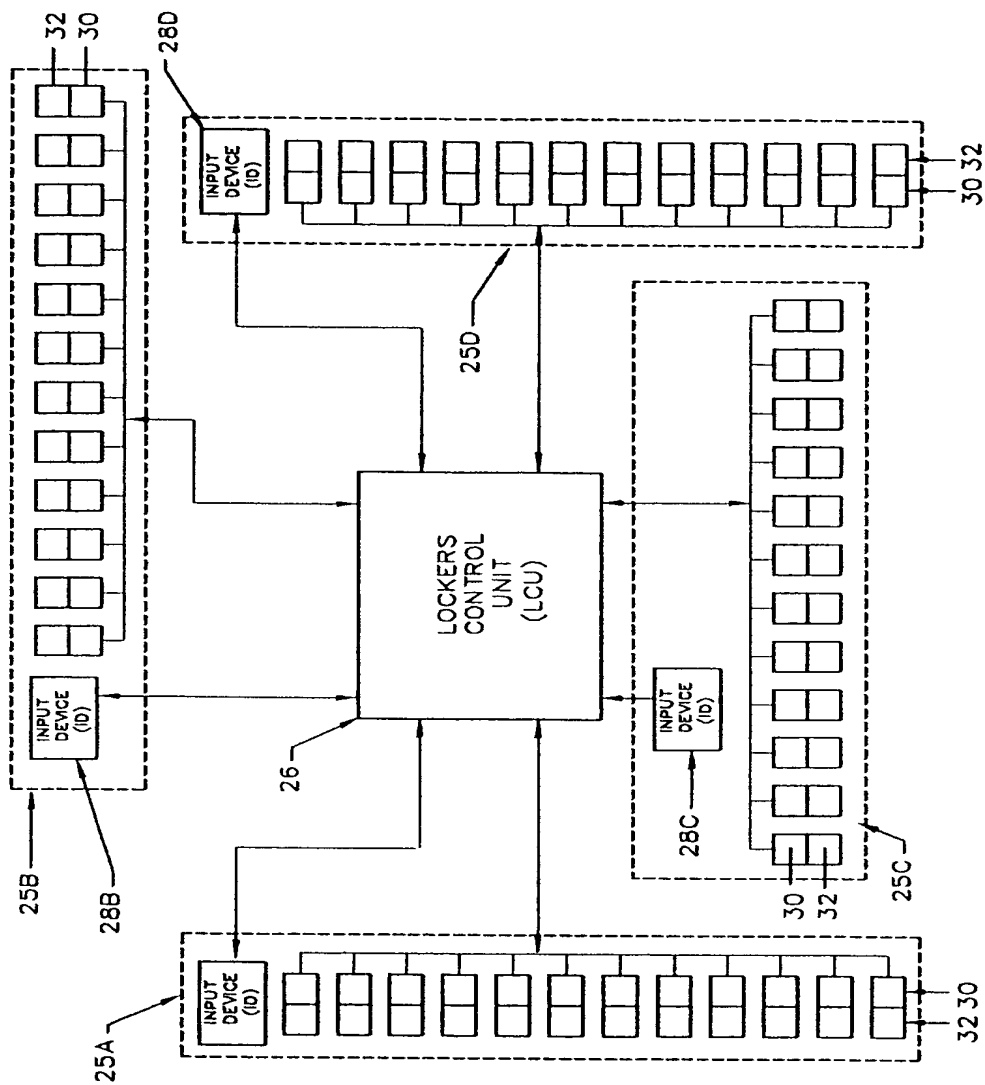 32
30
25B
INPUT
DEVICE
(ID)
28B
28D
INPUT
DEVICE
(ID)
30 32
25D
26
LOCKERS
CONTROL
UNIT
(LCU)
25A
INPUT
DEVICE
(ID)
32 30
INPUT
DEVICE
(ID)
28C
30
32
25C